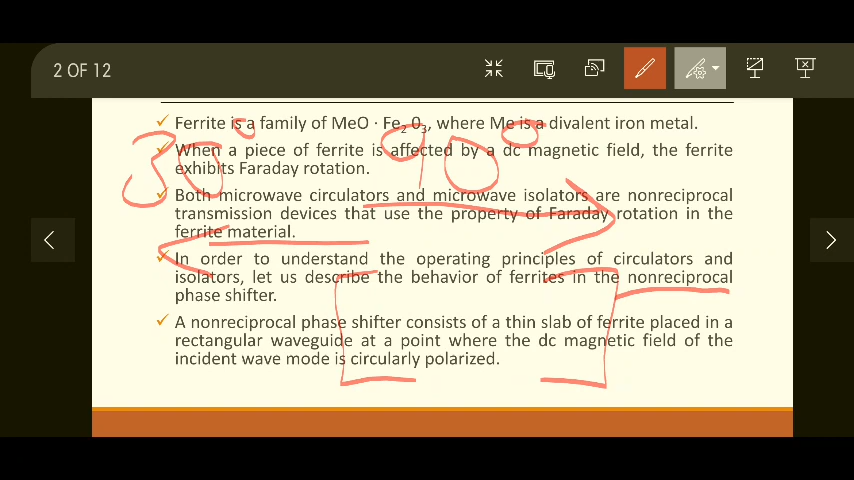 2 OF 12
Ferrite is a family of MeO · Fe₂ 0₃, where Me is a divalent iron metal.
When a piece of ferrite is affected by a dc magnetic field, the ferrite
exhibits Faraday rotation.
30° 90°
Both microwave circulators and microwave isolators are nonreciprocal
transmission devices that use the property of Faraday rotation in the
ferrite material.
In order to understand the operating principles of circulators and
isolators, let us describe the behavior of ferrites in the nonreciprocal
phase shifter.
A nonreciprocal phase shifter consists of a thin slab of ferrite placed in a
rectangular waveguide at a point where the dc magnetic field of the
incident wave mode is circularly polarized.